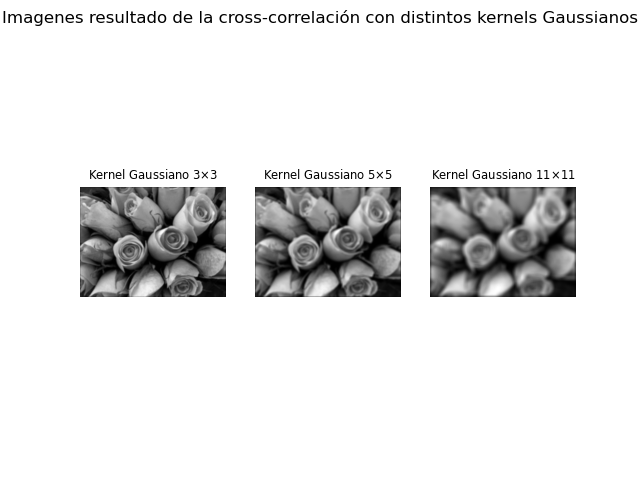 Imagenes resultado de la cross-correlación con distintos kernels Gaussianos
Kernel Gaussiano 3×3
Kernel Gaussiano 5×5
Kernel Gaussiano 11×11